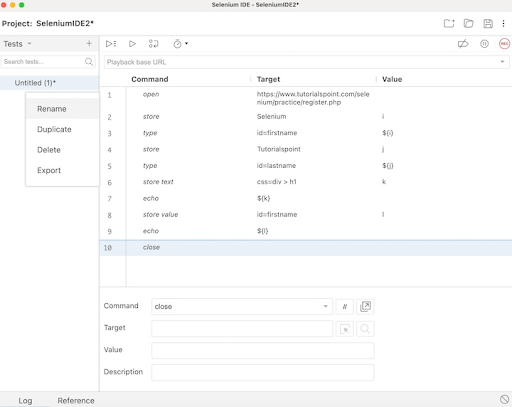 Selenium IDE - SeleniumIDE2*
Project: SeleniumIDE2*
REC
Tests
+
Search tests...
Playback base URL
Untitled (1)*
Rename
Duplicate
Delete
Export
Command Target Value
1 open https://www.tutorialspoint.com/sele
nium/practice/register.php
2 store Selenium i
3 type id=firstname ${i}
4 store Tutorialspoint j
5 type id=lastname ${j}
6 store text css=div > h1 k
7 echo ${k}
8 store value id=firstname l
9 echo ${l}
10 close
Command close //
Target
Value
Description
Log Reference